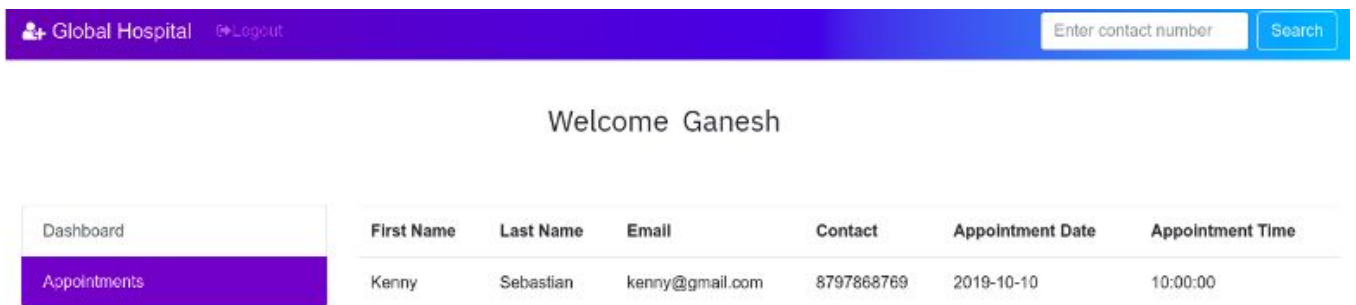 Global Hospital Logout Enter contact number Search
Welcome Ganesh
Dashboard
Appointments
First Name Last Name Email Contact Appointment Date Appointment Time
Kenny Sebastian kenny@gmail.com 8797868769 2019-10-10 10:00:00